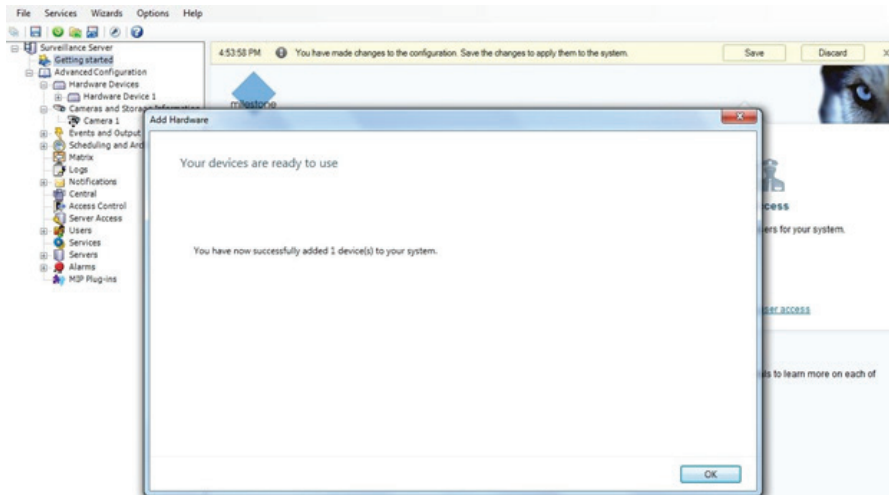 File Services Wizards Options Help
Surveillance Server
Getting started
Advanced Configuration
Hardware Devices
Hardware Device 1
Cameras and Storage Information
Camera 1
Events and Output
Scheduling and Arc
Matrix
Logs
Notifications
Central
Access Control
Server Access
Users
Services
Servers
Alarms
MIP Plug-ins
4:53:58 PM You have made changes to the configuration. Save the changes to apply them to the system. Save Discard
milestone
Add Hardware
Your devices are ready to use
You have now successfully added 1 device(s) to your system.
OK
cess
ers for your system.
ser access
to learn more on each of